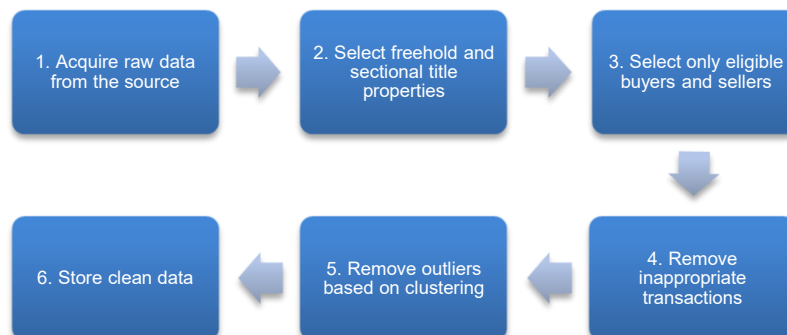 1. Acquire raw data
from the source
2. Select freehold and
sectional title
properties
3. Select only eligible
buyers and sellers
4. Remove
inappropriate
transactions
5. Remove outliers
based on clustering
6. Store clean data